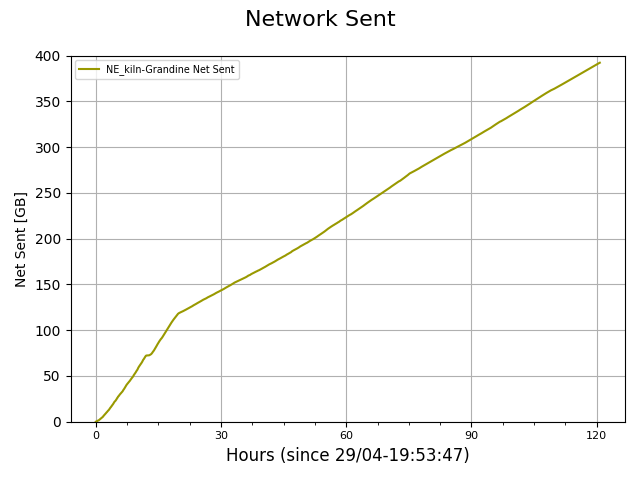 Network Sent
NE_kiln-Grandine Net Sent
Net Sent [GB]
400
350
300
250
200
150
100
50
0
0 30 60 90 120
Hours (since 29/04-19:53:47)